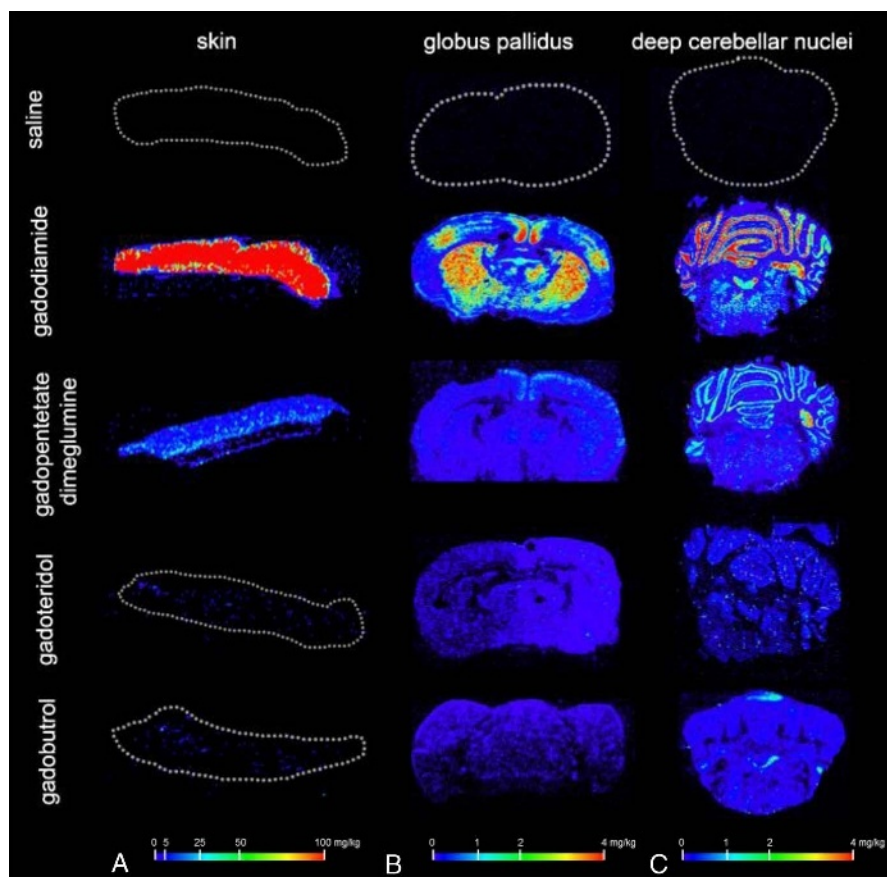 skin globus pallidus deep cerebellar nuclei
saline
gadodiamide
gadopentetate
dimeglumine
gadoteridol
gadobutrol
A 0 5 25 50 100 mg/kg B 0 1 2 4 mg/kg C 0 1 2 4 mg/kg